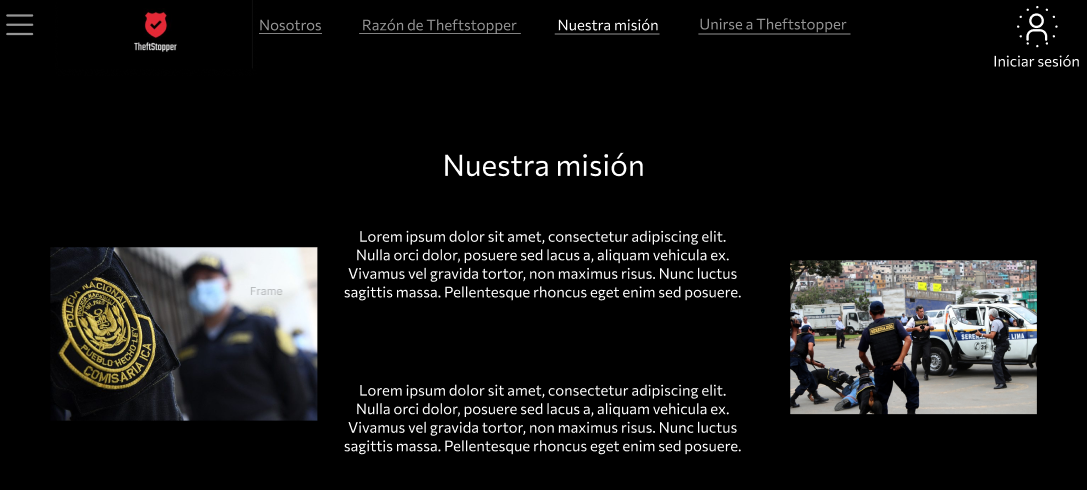 TheftStopper
Nosotros
Razón de Theftstopper
Nuestra misión
Unirse a Theftstopper
Iniciar sesión
Nuestra misión
Lorem ipsum dolor sit amet, consectetur adipiscing elit.
Nulla orci dolor, posuere sed lacus a, aliquam vehicula ex.
Vivamus vel gravida tortor, non maximus risus. Nunc luctus
sagittis massa. Pellentesque rhoncus eget enim sed posuere.
Frame
POLICIA NACIONAL
PUEBLO HECHO LEY
COMISARIA ICA
LIMA
Lorem ipsum dolor sit amet, consectetur adipiscing elit.
Nulla orci dolor, posuere sed lacus a, aliquam vehicula ex.
Vivamus vel gravida tortor, non maximus risus. Nunc luctus
sagittis massa. Pellentesque rhoncus eget enim sed posuere.